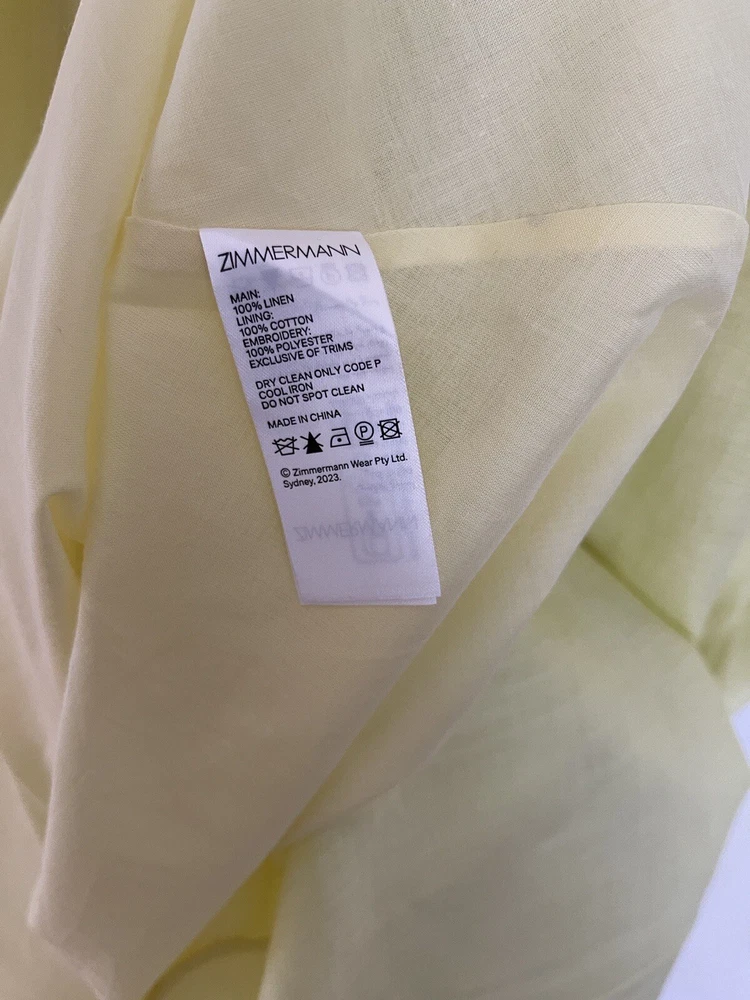 ZIMMERMANN
MAIN:
100% LINEN
LINING:
100% COTTON
EMBROIDERY:
100% POLYESTER
EXCLUSIVE OF TRIMS
DRY CLEAN ONLY CODE P
COOL IRON
DO NOT SPOT CLEAN
MADE IN CHINA
P
© Zimmermann Wear Pty Ltd.
Sydney, 2023.
ZIMMERMANN